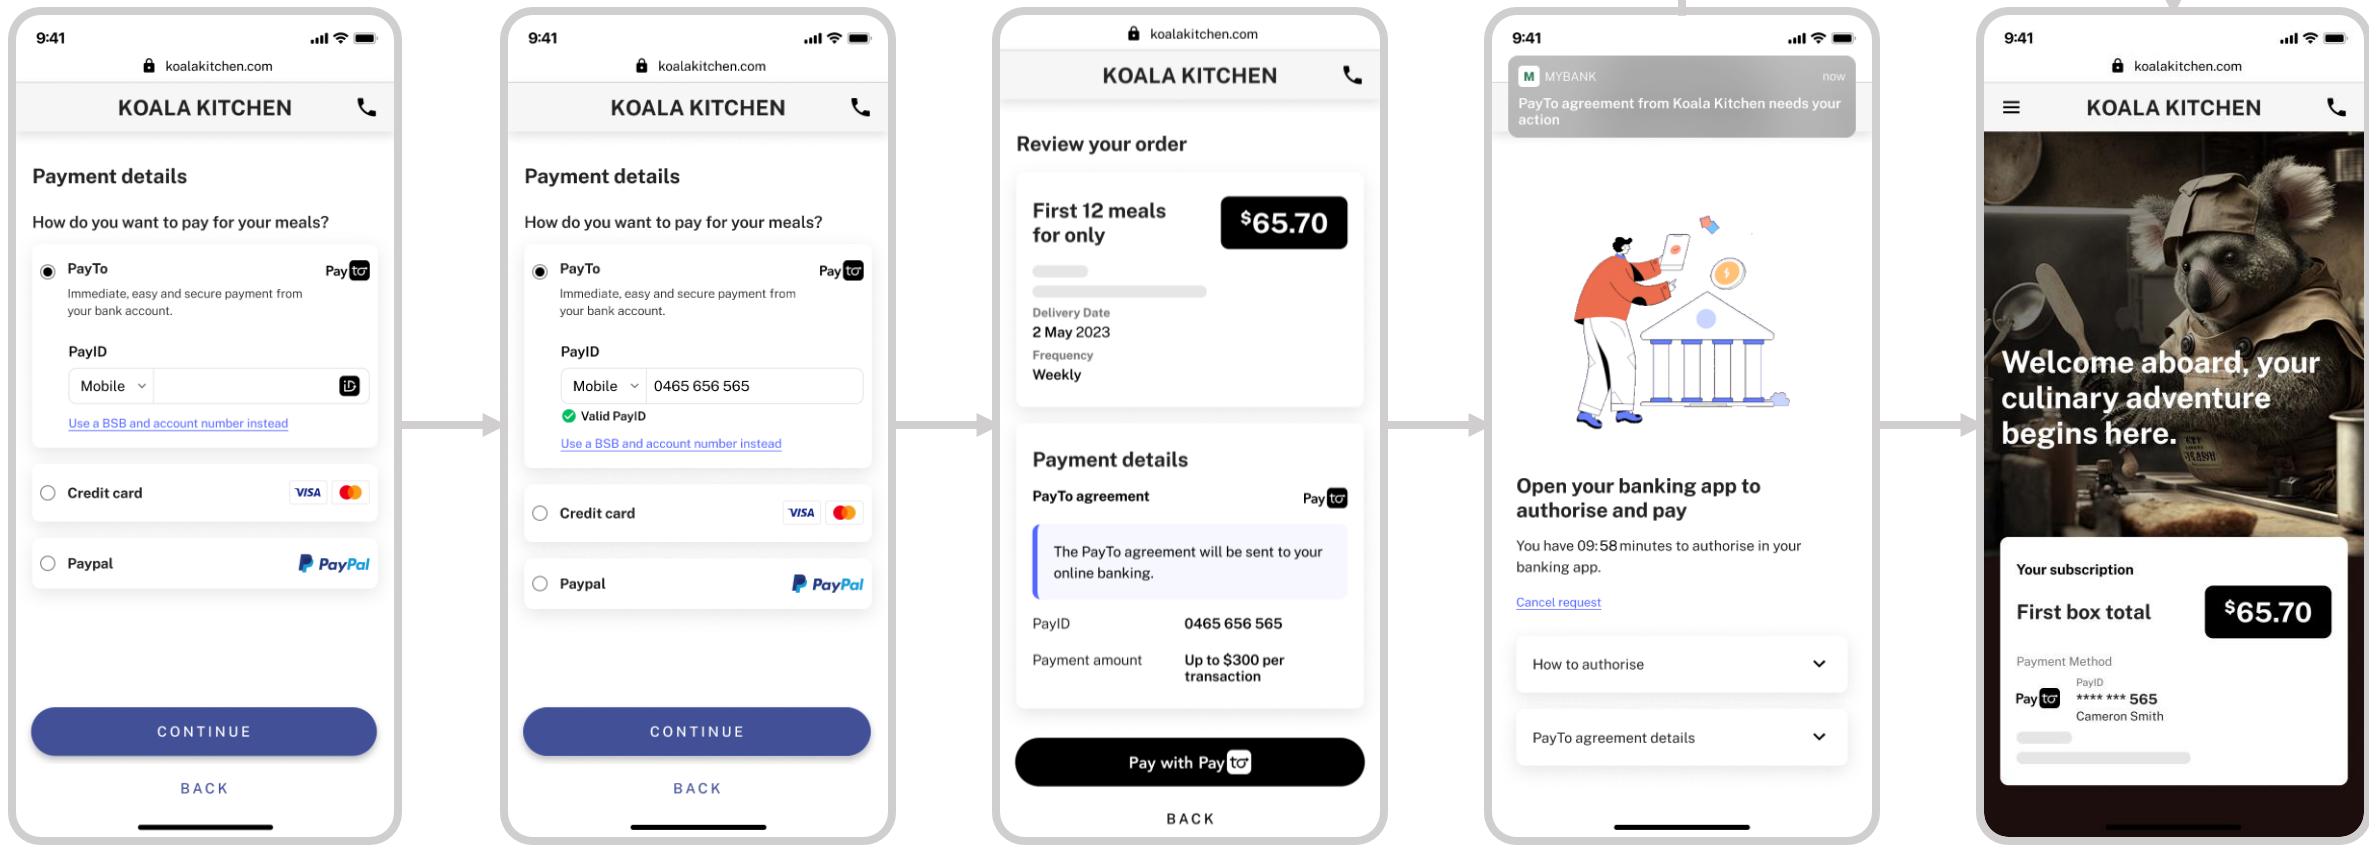 9:41
koalakitchen.com
KOALA KITCHEN
Payment details
How do you want to pay for your meals?
PayTo
Pay to
Immediate, easy and secure payment from
your bank account.
PayID
Mobile
iD
Use a BSB and account number instead
Credit card
VISA
Paypal
PayPal
CONTINUE
BACK
9:41
koalakitchen.com
KOALA KITCHEN
Payment details
How do you want to pay for your meals?
PayTo
Pay to
Immediate, easy and secure payment from
your bank account.
PayID
Mobile
0465 656 565
Valid PayID
Use a BSB and account number instead
Credit card
VISA
Paypal
PayPal
CONTINUE
BACK
koalakitchen.com
KOALA KITCHEN
Review your order
First 12 meals
for only
$65.70
Delivery Date
2 May 2023
Frequency
Weekly
Payment details
PayTo agreement
Pay to
The PayTo agreement will be sent to your
online banking.
PayID
0465 656 565
Payment amount
Up to $300 per
transaction
Pay with Pay to
BACK
9:41
M MYBANK
now
PayTo agreement from Koala Kitchen needs your
action
$
Open your banking app to
authorise and pay
You have 09:58 minutes to authorise in your
banking app.
Cancel request
How to authorise
PayTo agreement details
9:41
koalakitchen.com
KOALA KITCHEN
Welcome aboard, your
culinary adventure
begins here.
Your subscription
First box total
$65.70
Payment Method
Pay to
PayID
**** *** 565
Cameron Smith